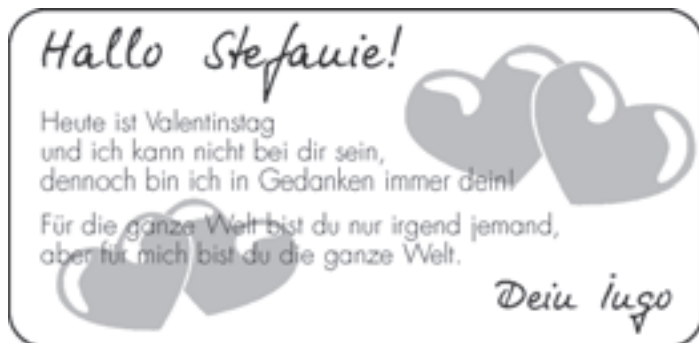 Hallo Stefanie!
Heute ist Valentinstag
und ich kann nicht bei dir sein,
dennoch bin ich in Gedanken immer dein!
Für die ganze Welt bist du nur irgend jemand,
aber für mich bist du die ganze Welt.
Dein Ingo